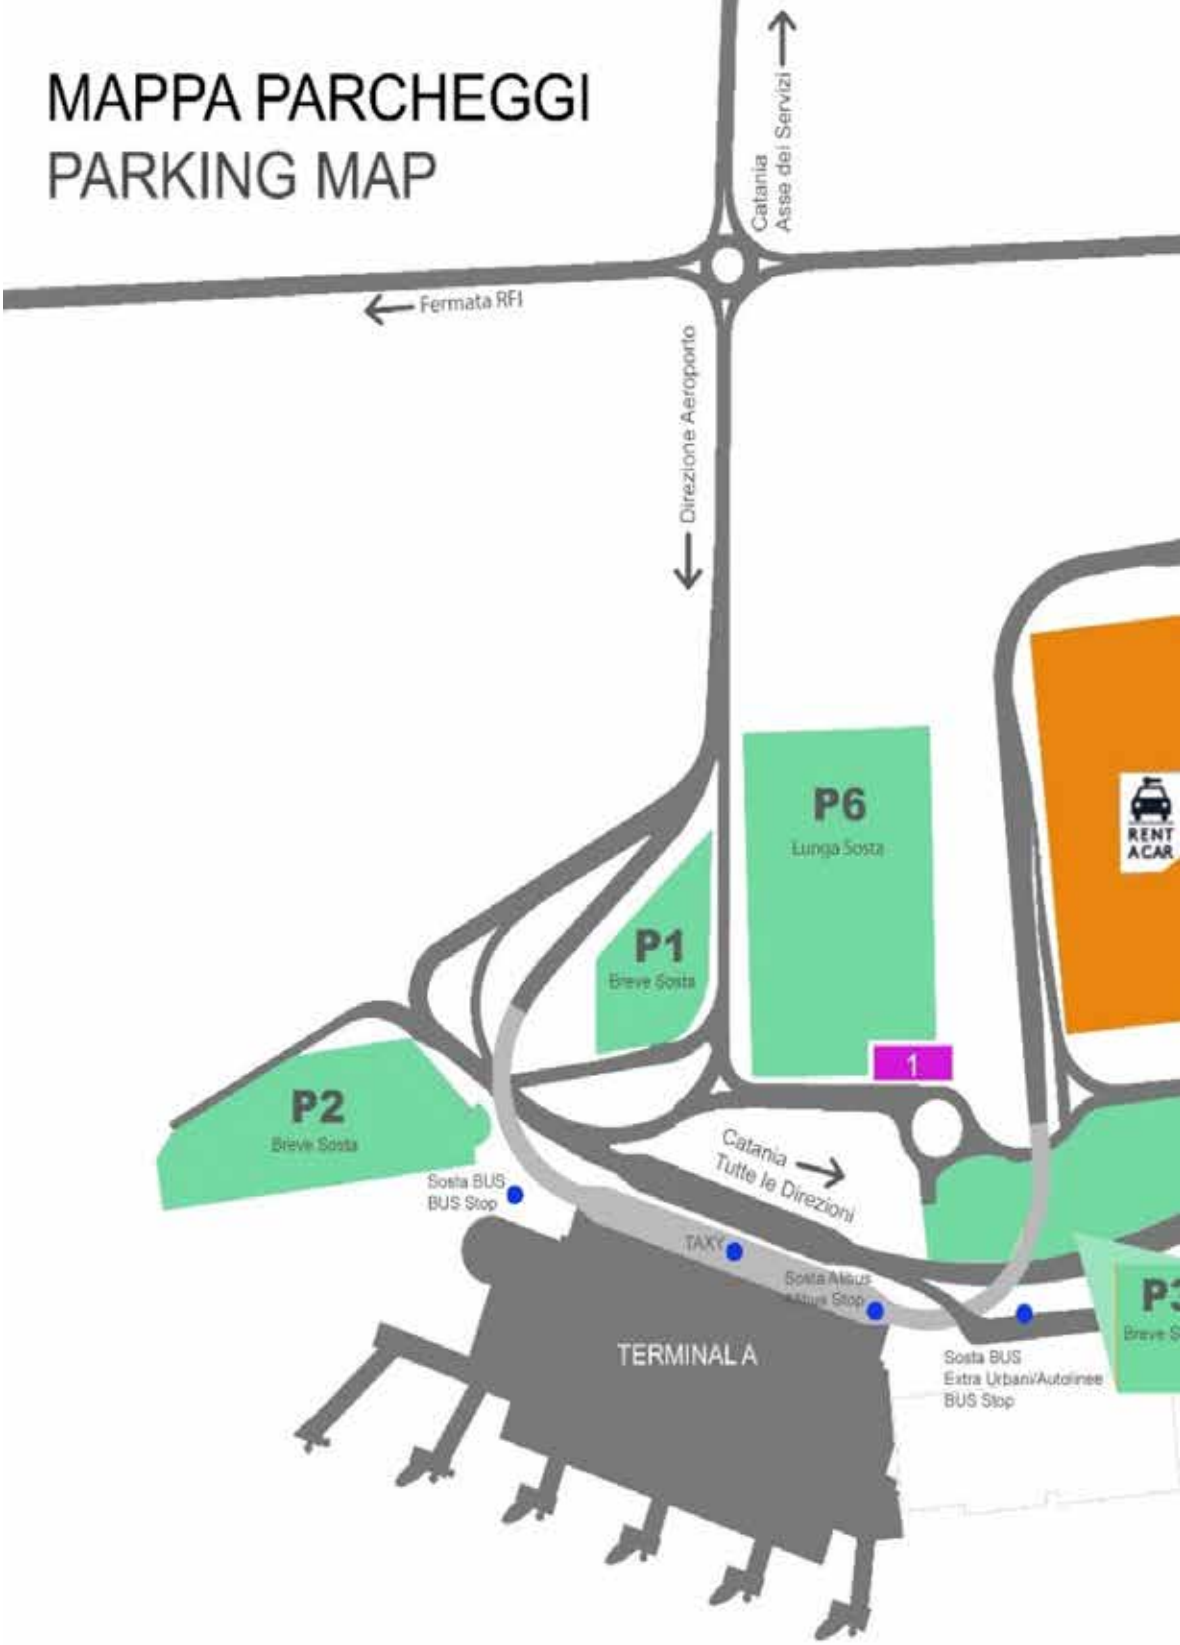 MAPPA PARCHEGGI
PARKING MAP
Catania
Asse dei Servizi
Fermata RFI
Direzione Aeroporto
P6
Lunga Sosta
RENT
A CAR
P1
Breve Sosta
1
P2
Breve Sosta
Catania
Tutte le Direzioni
Sosta BUS
BUS Stop
TAXY
Sosta Alibus
Alibus Stop
P3
Breve S
TERMINAL A
Sosta BUS
Extra Urbani/Autolinee
BUS Stop